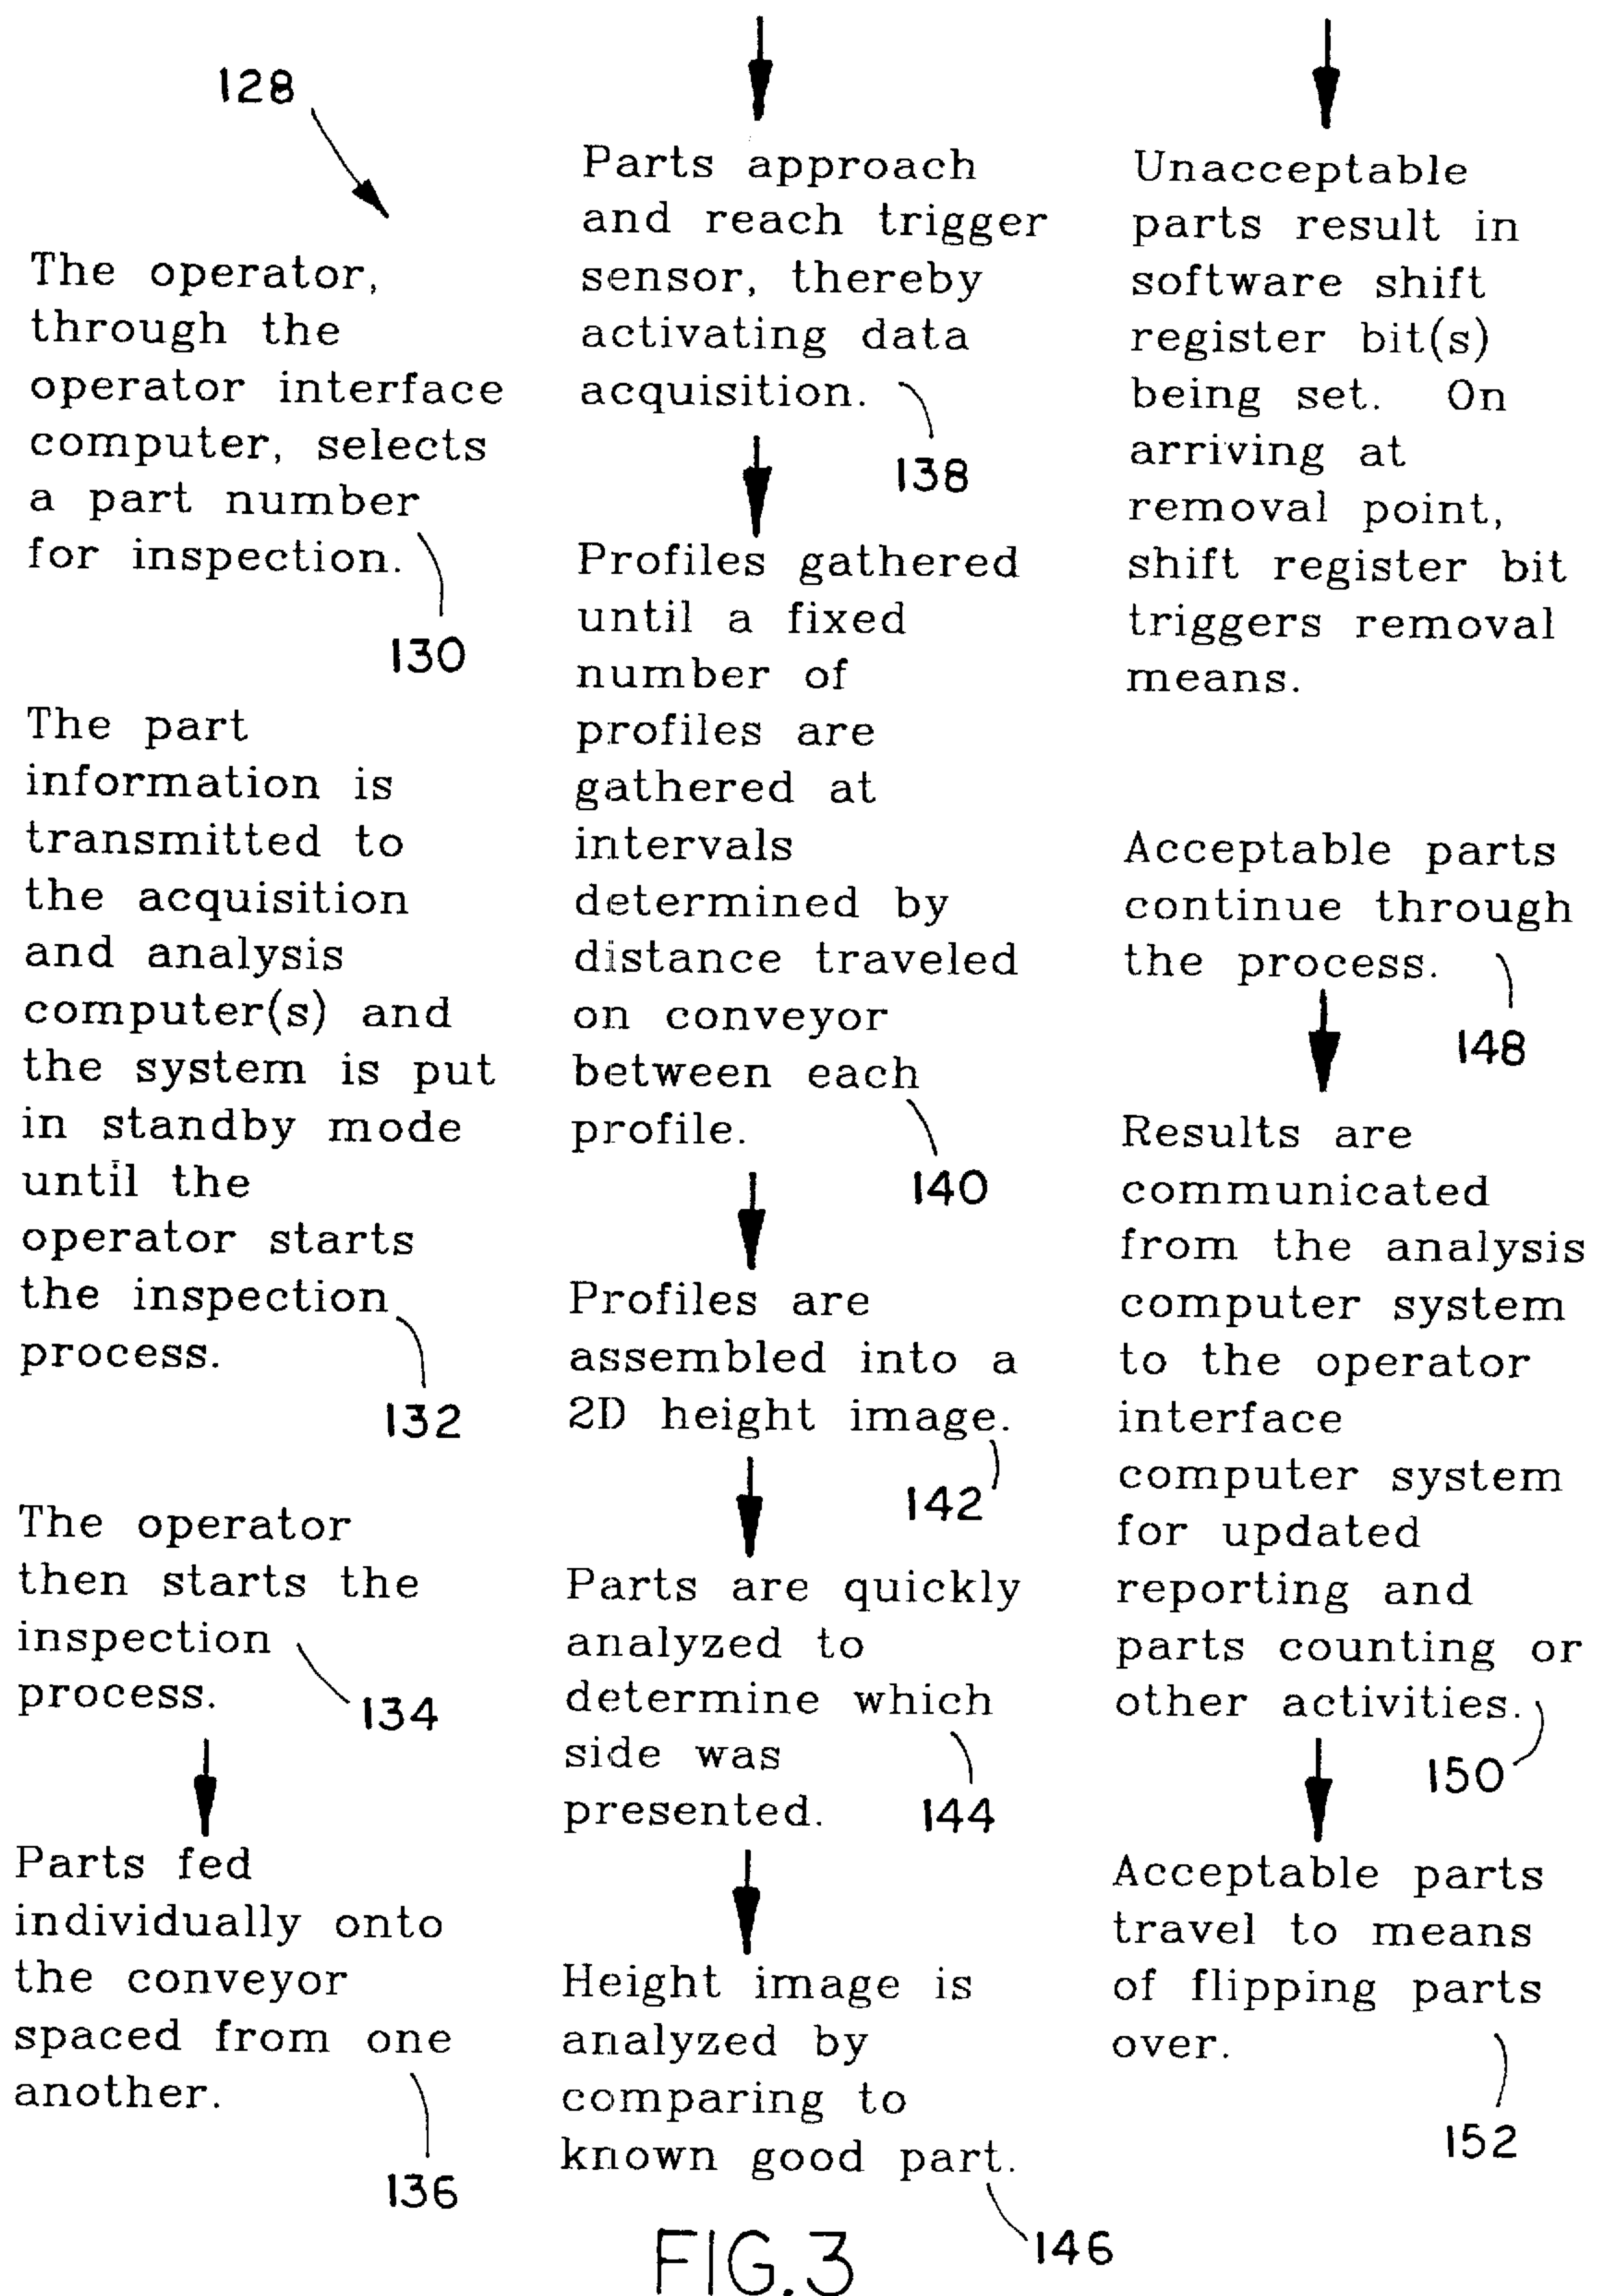 128
The operator,
through the
operator interface
computer, selects
a part number
for inspection.
130
The part
information is
transmitted to
the acquisition
and analysis
computer(s) and
the system is put
in standby mode
until the
operator starts
the inspection
process.
132
The operator
then starts the
inspection
process.
134
Parts fed
individually onto
the conveyor
spaced from one
another.
136
Parts approach
and reach trigger
sensor, thereby
activating data
acquisition.
138
Profiles gathered
until a fixed
number of
profiles are
gathered at
intervals
determined by
distance traveled
on conveyor
between each
profile.
140
Profiles are
assembled into a
2D height image.
142
Parts are quickly
analyzed to
determine which
side was
presented.
144
Height image is
analyzed by
comparing to
known good part.
146
Unacceptable
parts result in
software shift
register bit(s)
being set. On
arriving at
removal point,
shift register bit
triggers removal
means.
Acceptable parts
continue through
the process.
148
Results are
communicated
from the analysis
computer system
to the operator
interface
computer system
for updated
reporting and
parts counting or
other activities.
150
Acceptable parts
travel to means
of flipping parts
over.
152
FIG.3